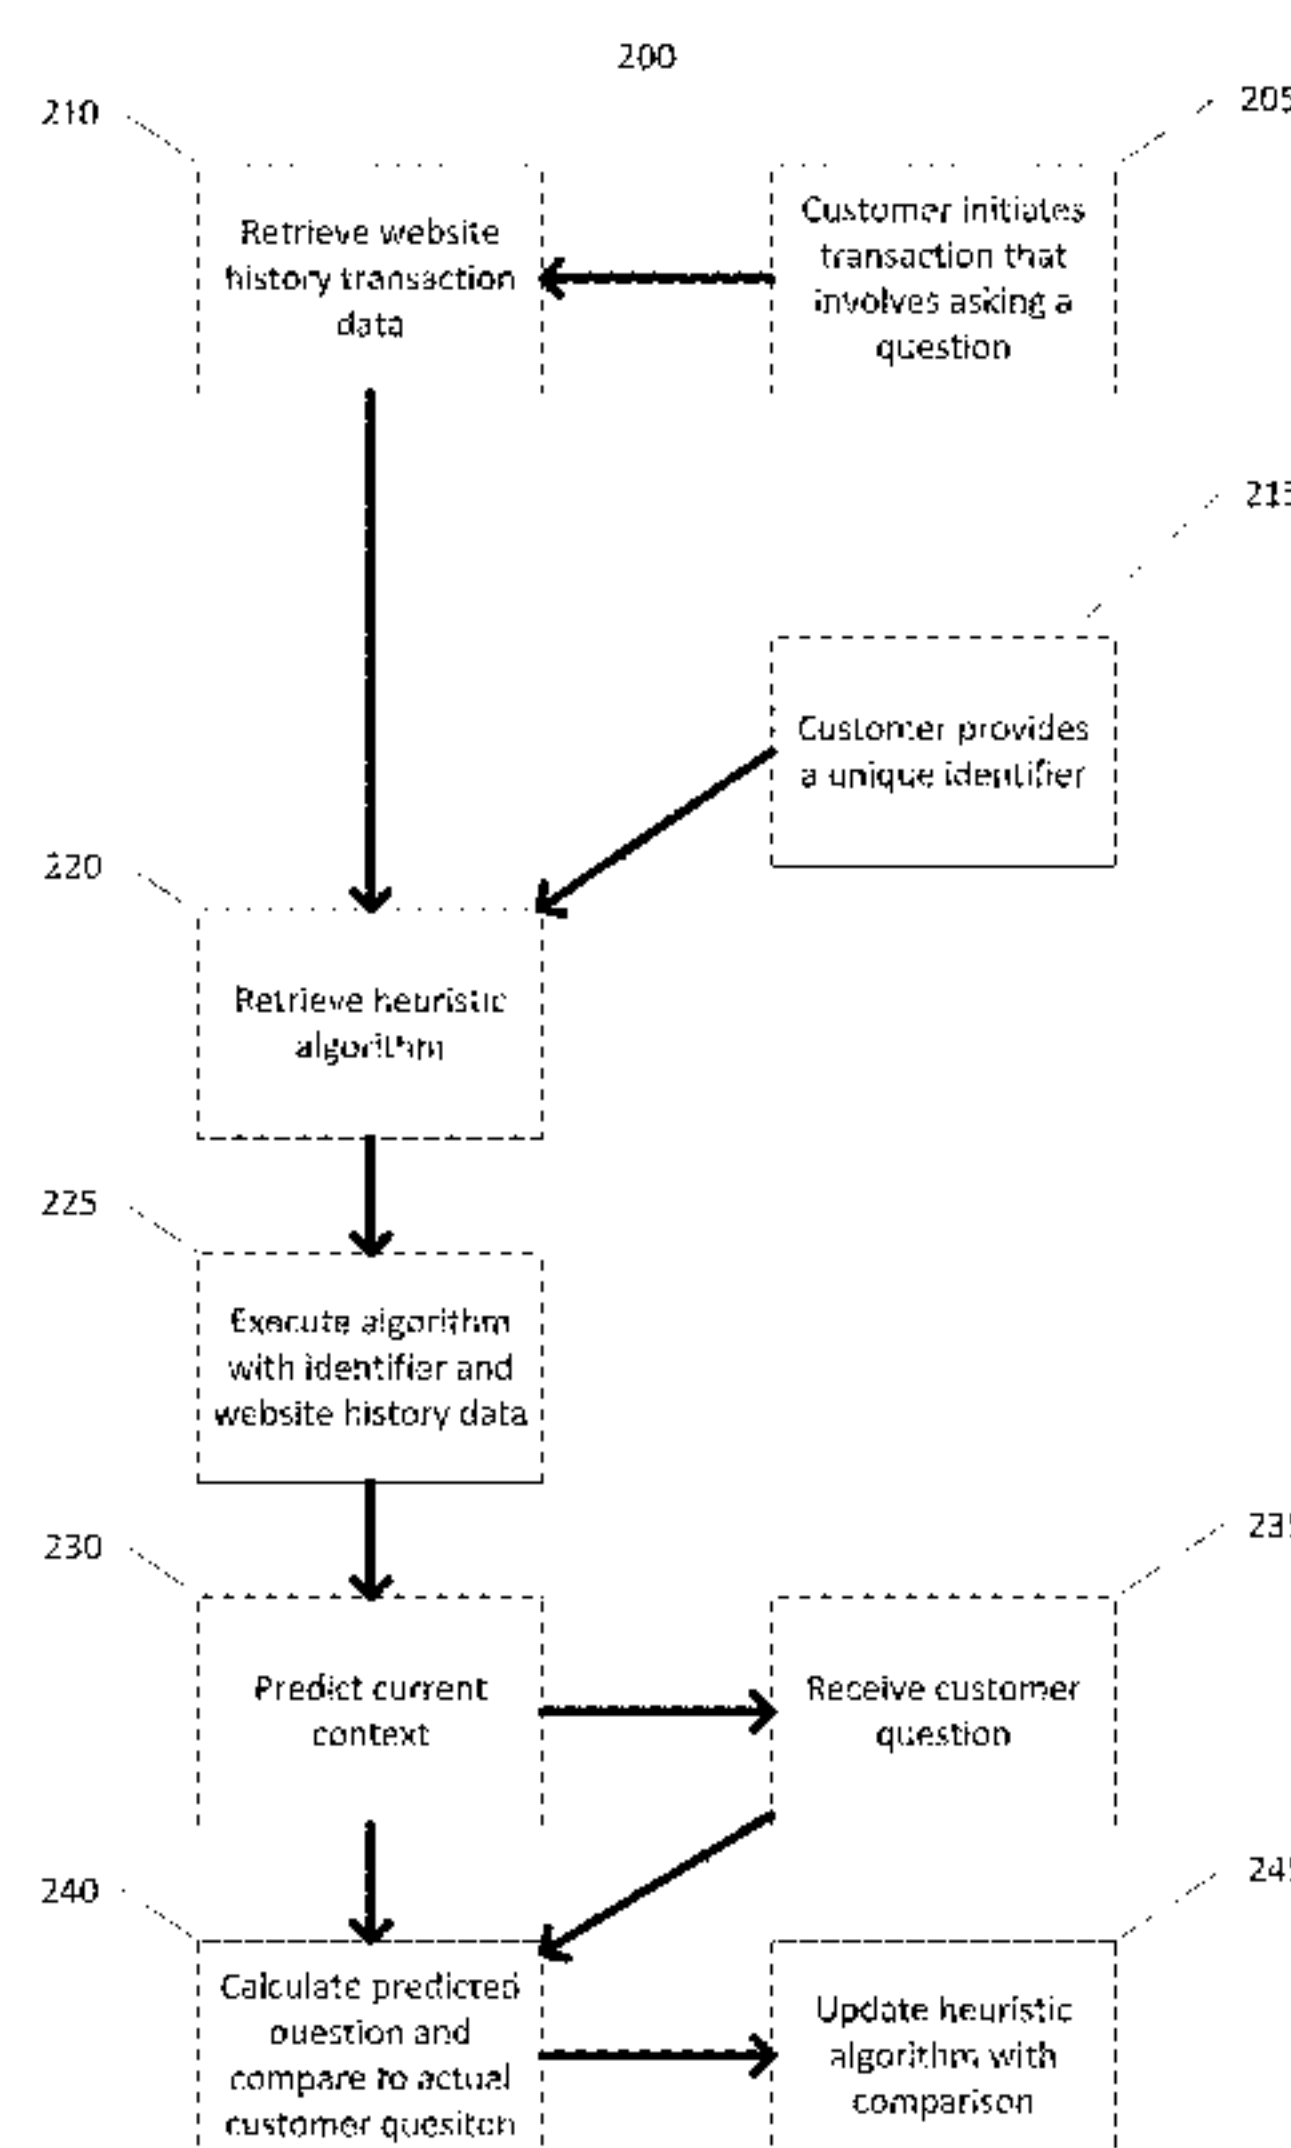 200
210
205
Retrieve website
history transaction
data
Customer initiates
transaction that
involves asking a
question
Customer provides
a unique identifier
220
Retrieve heuristic
algorithm
225
Execute algorithm
with identifier and
website history data
230
Predict current
context
Receive customer
question
240
Calculate predicted
question and
compare to actual
customer quesiton
Update heuristic
algorithm with
comparison